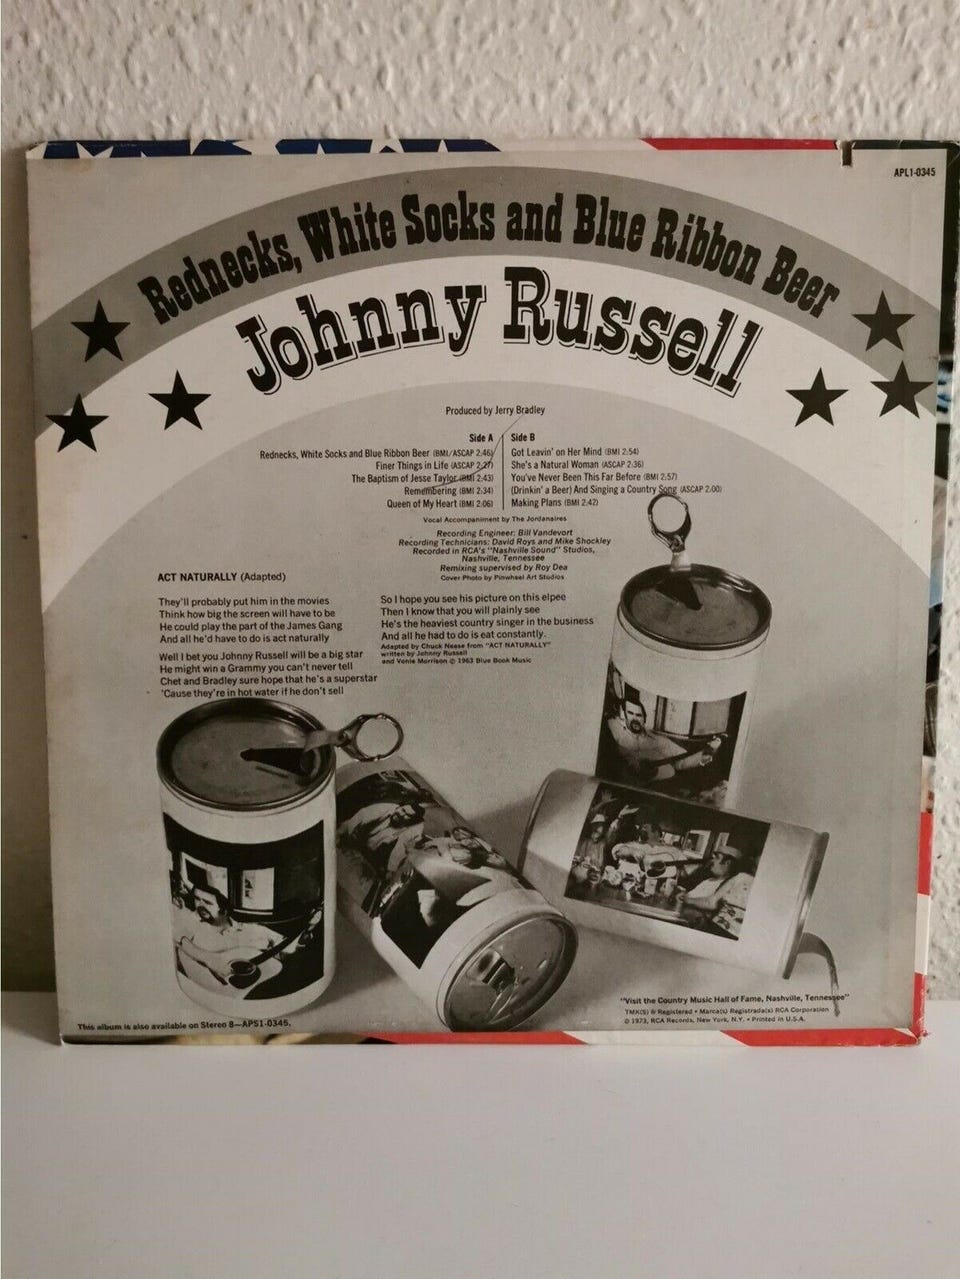 APL1-0345
Rednecks, White Socks and Blue Ribbon Beer
Johnny Russell
Produced by Jerry Bradley
Side A
Rednecks, White Socks and Blue Ribbon Beer (BMI/ASCAP 2:46)
Finer Things in Life (ASCAP 2:27)
The Baptism of Jesse Taylor (BMI 2:43)
Remembering (BMI 2:34)
Queen of My Heart (BMI 2:06)
Side B
Got Leavin' on Her Mind (BMI 2:54)
She's a Natural Woman (ASCAP 2:36)
You've Never Been This Far Before (BMI 2:57)
(Drinkin' a Beer) And Singing a Country Song (ASCAP 2:00)
Making Plans (BMI 2:42)
Vocal Accompaniment by The Jordanaires
Recording Engineer: Bill Vandevort
Recording Technicians: David Roys and Mike Shockley
Recorded in RCA's "Nashville Sound" Studios,
Nashville, Tennessee
Remixing supervised by Roy Dea
Cover Photo by Pinwheel Art Studios
ACT NATURALLY (Adapted)
They'll probably put him in the movies
Think how big the screen will have to be
He could play the part of the James Gang
And all he'd have to do is act naturally
Well I bet you Johnny Russell will be a big star
He might win a Grammy you can't never tell
Chet and Bradley sure hope that he's a superstar
'Cause they're in hot water if he don't sell
So I hope you see his picture on this elpee
Then I know that you will plainly see
He's the heaviest country singer in the business
And all he had to do is eat constantly.
Adapted by Chuck Neese from "ACT NATURALLY"
written by Johnny Russell
and Vonie Morrison © 1963 Blue Book Music
"Visit the Country Music Hall of Fame, Nashville, Tennessee"
TMK(S) ® Registered • Marca(s) Registrada(s) RCA Corporation
© 1973, RCA Records, New York, N.Y. • Printed in U.S.A.
This album is also available on Stereo 8—APS1-0345.